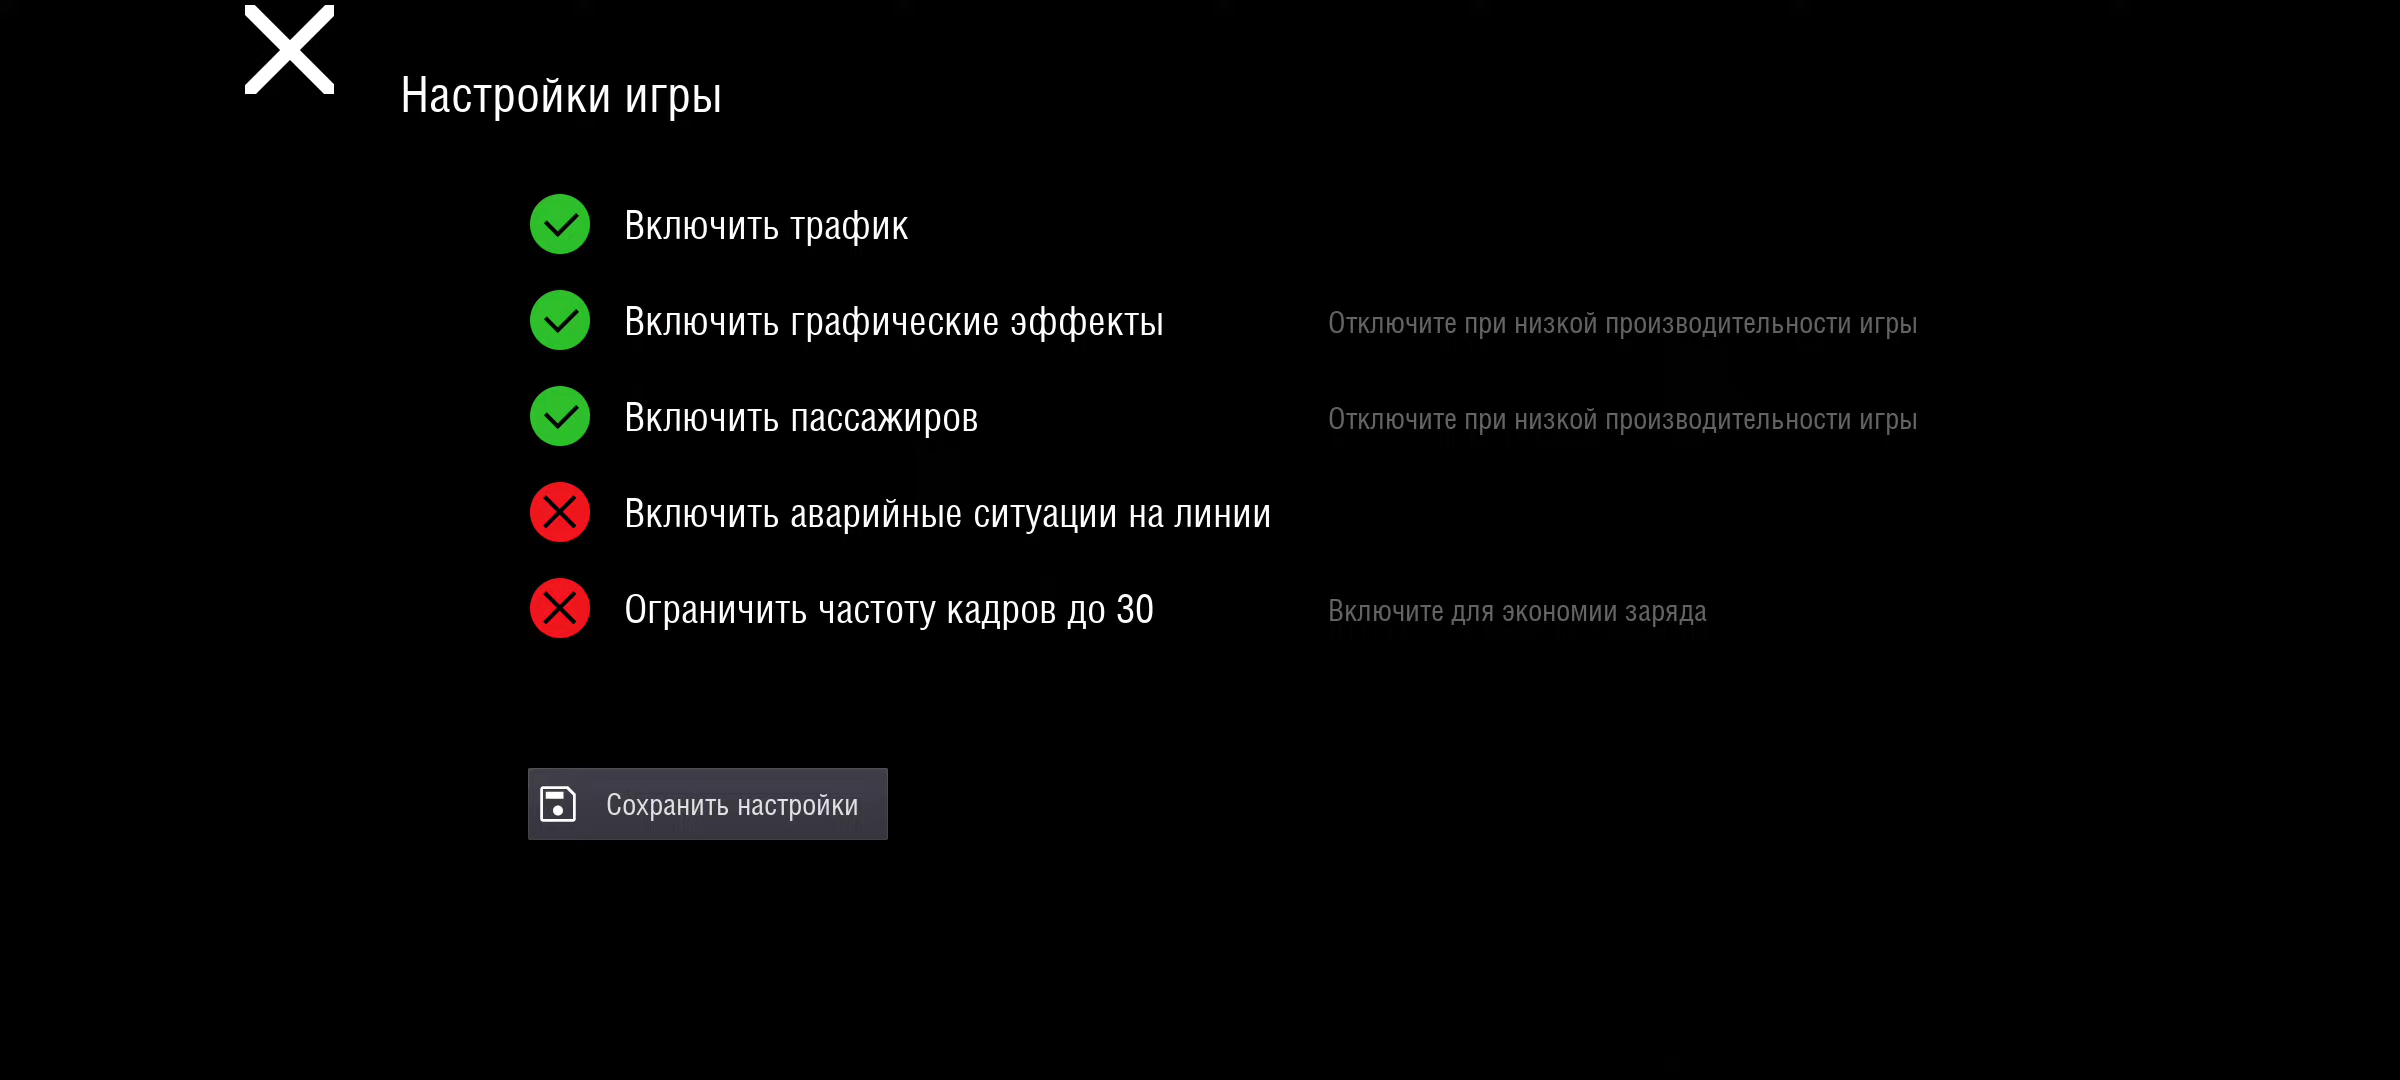 Настройки игры
Включить трафик
Включить графические эффекты Отключите при низкой производительности игры
Включить пассажиров Отключите при низкой производительности игры
Включить аварийные ситуации на линии
Ограничить частоту кадров до 30 Включите для экономии заряда
Сохранить настройки